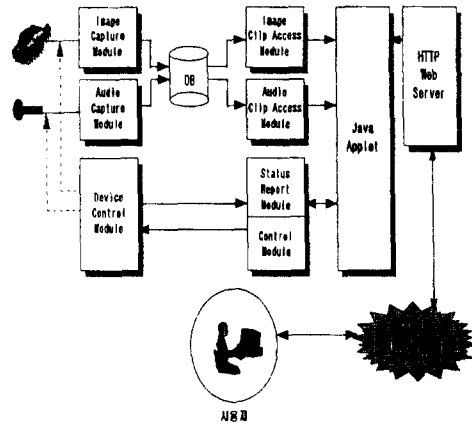 Image
Capture
Module
Audio
Capture
Module
DB
Image
Clip Access
Module
Audio
Clip Access
Module
Java
Applet
HTTP
Web
Server
Device
Control
Module
Status
Report
Module
Control
Module
사용자